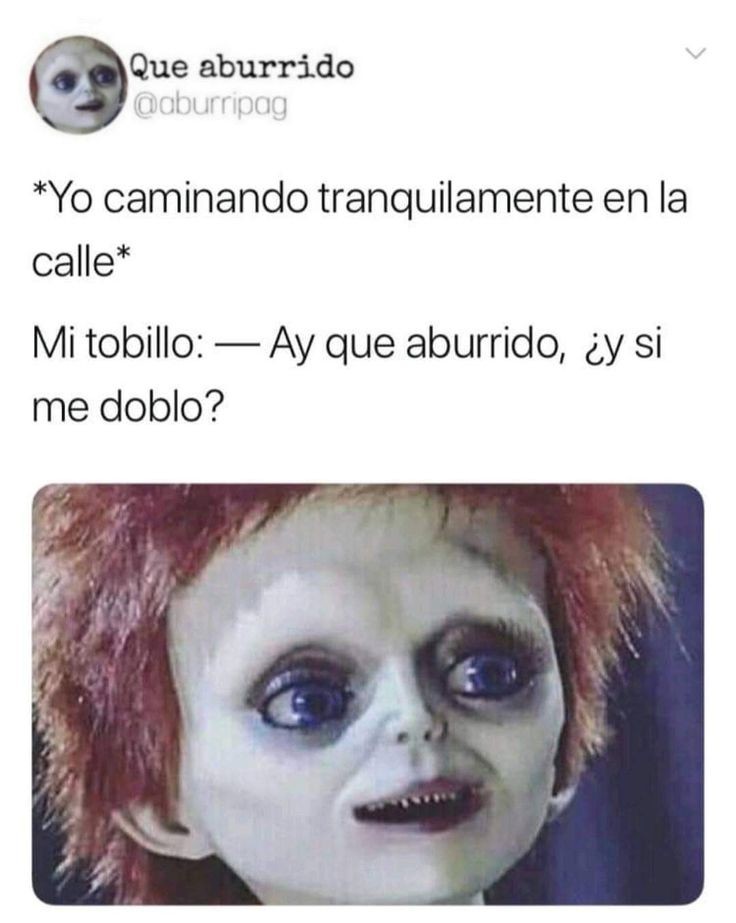 Que aburrido
@aburripag
*Yo caminando tranquilamente en la
calle*
Mi tobillo: — Ay que aburrido, ¿y si
me doblo?